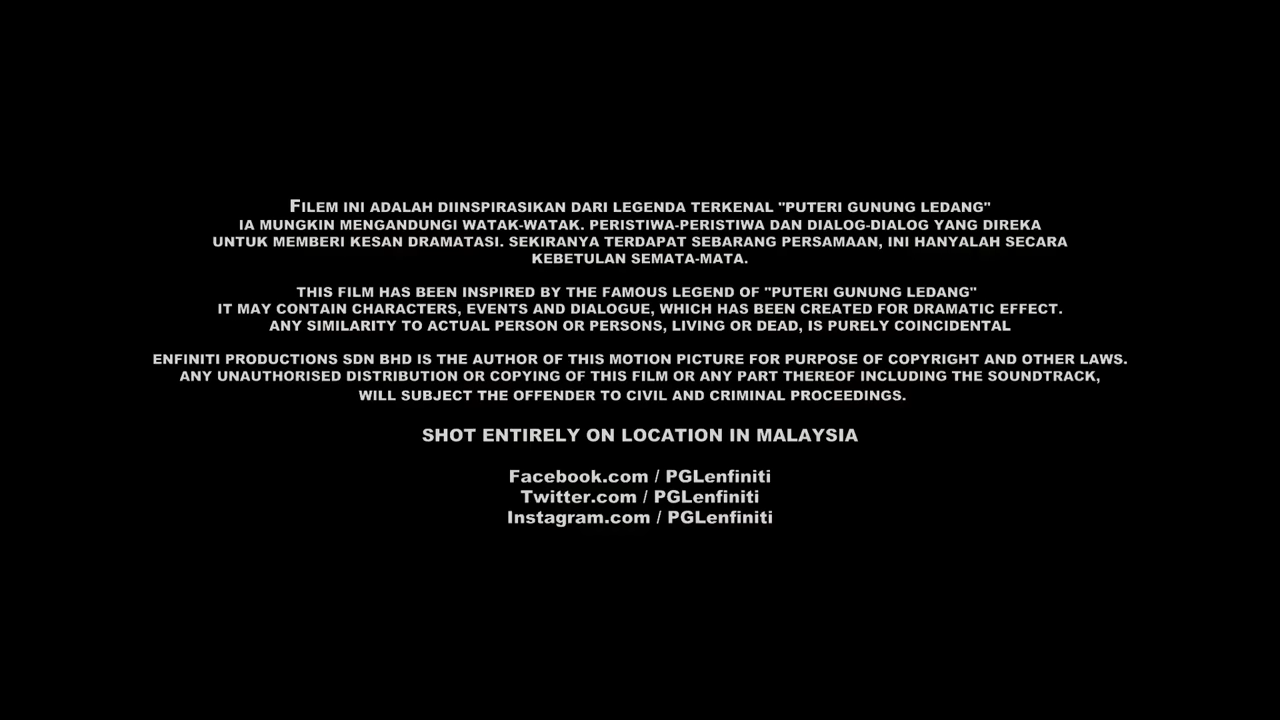 FILEM INI ADALAH DIINSPIRASIKAN DARI LEGENDA TERKENAL "PUTERI GUNUNG LEDANG"
IA MUNGKIN MENGANDUNGI WATAK-WATAK. PERISTIWA-PERISTIWA DAN DIALOG-DIALOG YANG DIREKA
UNTUK MEMBERI KESAN DRAMATASI. SEKIRANYA TERDAPAT SEBARANG PERSAMAAN, INI HANYALAH SECARA
KEBETULAN SEMATA-MATA.
THIS FILM HAS BEEN INSPIRED BY THE FAMOUS LEGEND OF "PUTERI GUNUNG LEDANG"
IT MAY CONTAIN CHARACTERS, EVENTS AND DIALOGUE, WHICH HAS BEEN CREATED FOR DRAMATIC EFFECT.
ANY SIMILARITY TO ACTUAL PERSON OR PERSONS, LIVING OR DEAD, IS PURELY COINCIDENTAL
ENFINITI PRODUCTIONS SDN BHD IS THE AUTHOR OF THIS MOTION PICTURE FOR PURPOSE OF COPYRIGHT AND OTHER LAWS.
ANY UNAUTHORISED DISTRIBUTION OR COPYING OF THIS FILM OR ANY PART THEREOF INCLUDING THE SOUNDTRACK,
WILL SUBJECT THE OFFENDER TO CIVIL AND CRIMINAL PROCEEDINGS.
SHOT ENTIRELY ON LOCATION IN MALAYSIA
Facebook.com / PGLenfiniti
Twitter.com / PGLenfiniti
Instagram.com / PGLenfiniti